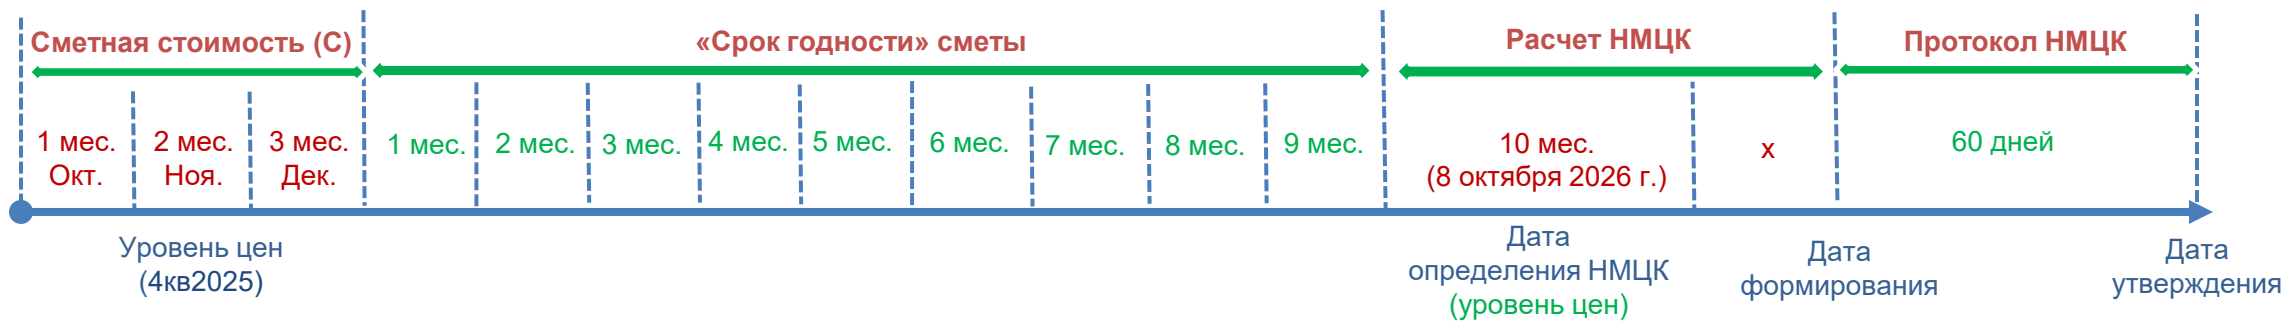 Сметная стоимость (С)
«Срок годности» сметы
Расчет НМЦК
Протокол НМЦК
1 мес.
Окт.
2 мес.
Ноя.
3 мес.
Дек.
1 мес.
2 мес.
3 мес.
4 мес.
5 мес.
6 мес.
7 мес.
8 мес.
9 мес.
10 мес.
(8 октября 2026 г.)
х
60 дней
Уровень цен
(4кв2025)
Дата
определения НМЦК
(уровень цен)
Дата
формирования
Дата
утверждения